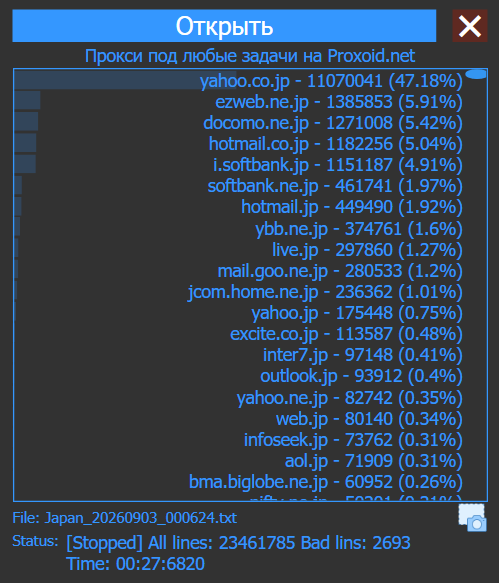 Открыть
Прокси под любые задачи на Proxoid.net
yahoo.co.jp - 11070041 (47.18%)
ezweb.ne.jp - 1385853 (5.91%)
docomo.ne.jp - 1271008 (5.42%)
hotmail.co.jp - 1182256 (5.04%)
i.softbank.jp - 1151187 (4.91%)
softbank.ne.jp - 461741 (1.97%)
hotmail.jp - 449490 (1.92%)
ybb.ne.jp - 374761 (1.6%)
live.jp - 297860 (1.27%)
mail.goo.ne.jp - 280533 (1.2%)
jcom.home.ne.jp - 236362 (1.01%)
yahoo.jp - 175448 (0.75%)
excite.co.jp - 113587 (0.48%)
inter7.jp - 97148 (0.41%)
outlook.jp - 93912 (0.4%)
yahoo.ne.jp - 82742 (0.35%)
web.jp - 80140 (0.34%)
infoseek.jp - 73762 (0.31%)
aol.jp - 71909 (0.31%)
bma.biglobe.ne.jp - 60952 (0.26%)
File: Japan_20260903_000624.txt
Status: [Stopped] All lines: 23461785 Bad lins: 2693
Time: 00:27:6820